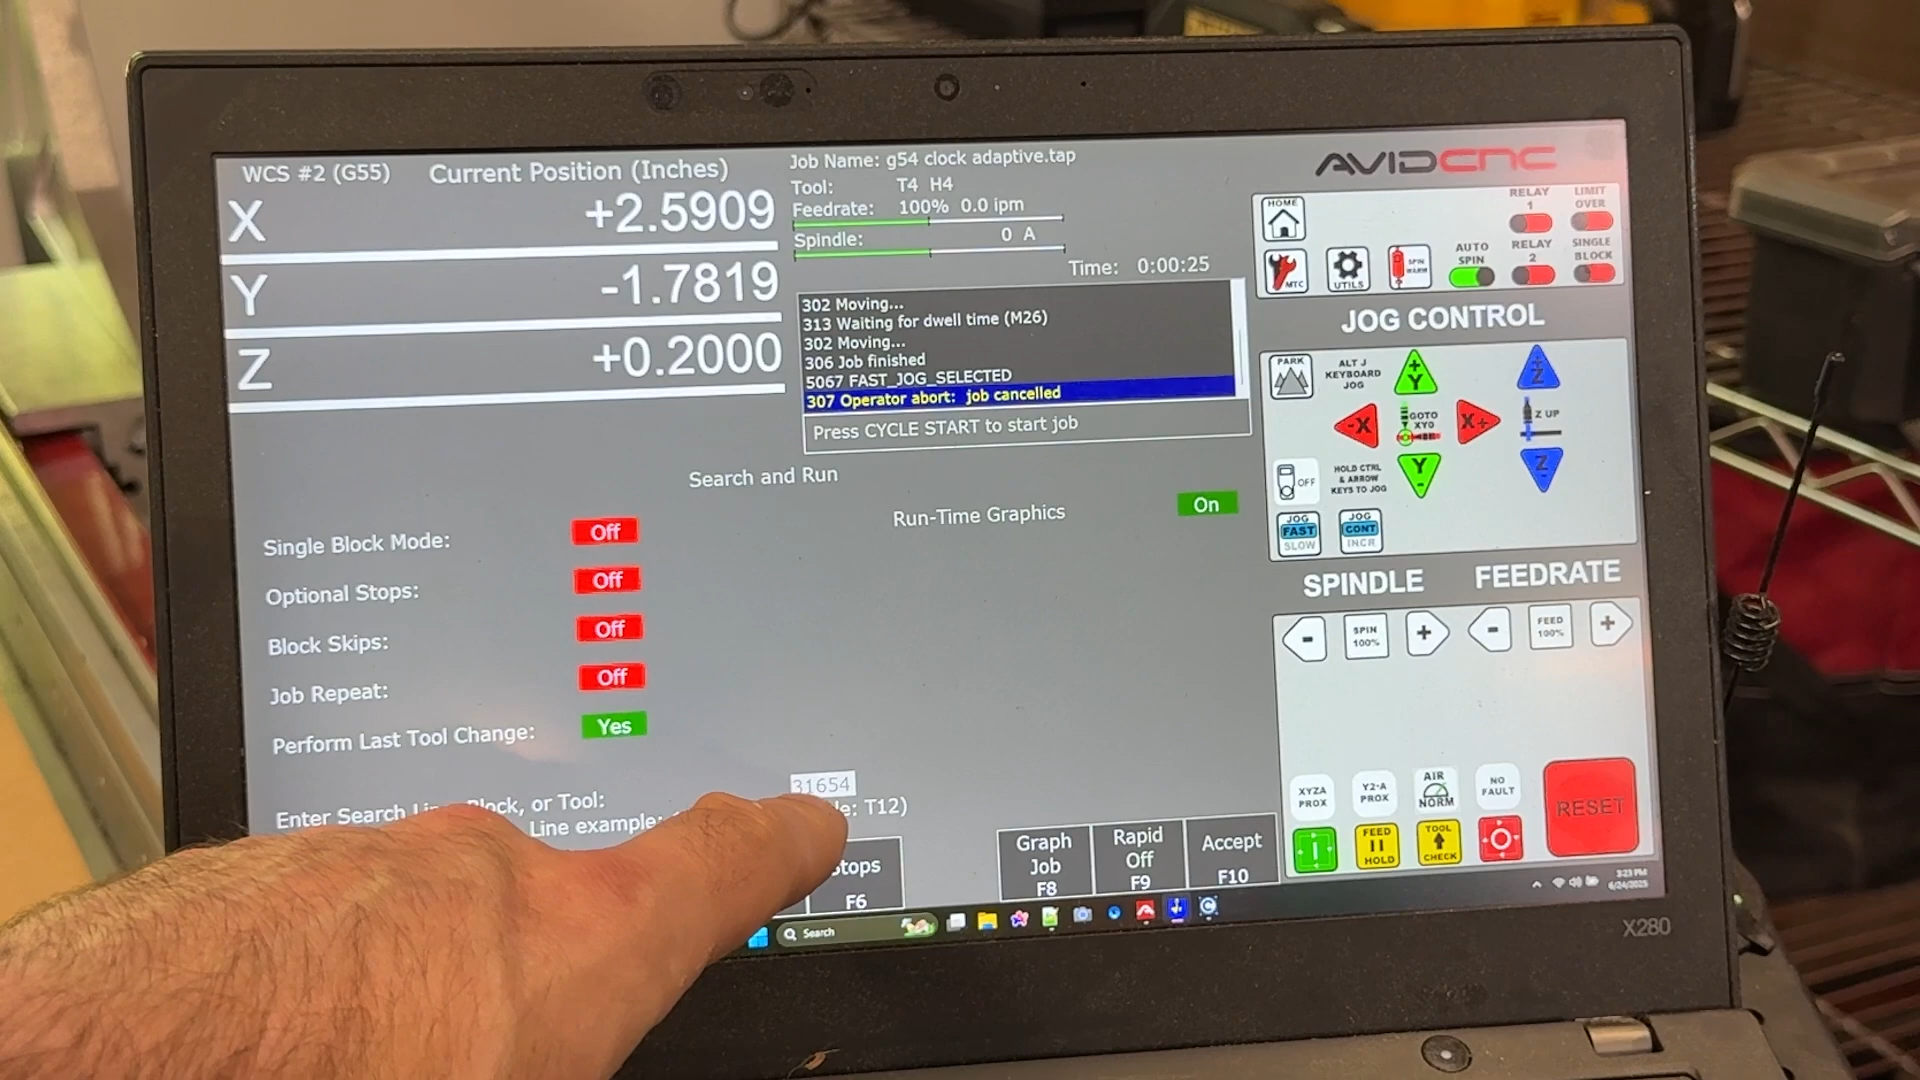 WCS #2 (G55) Current Position (Inches)
X +2.5909
Y -1.7819
Z +0.2000
Job Name: g54 clock adaptive.tap
Tool: T4 H4
Feedrate: 100% 0.0 ipm
Spindle: 0 A
Time: 0:00:25
302 Moving...
313 Waiting for dwell time (M26)
302 Moving...
306 Job finished
5067 FAST_JOG_SELECTED
307 Operator abort: job cancelled
Press CYCLE START to start job
Search and Run
Run-Time Graphics On
Single Block Mode: Off
Optional Stops: Off
Block Skips: Off
Job Repeat: Off
Perform Last Tool Change: Yes
Enter Search Line, Block, or Tool: 31654
Line example: T12)
Stops
F6
Graph Job F8
Rapid Off F9
Accept F10
Search
AVIDCNC
HOME
RELAY 1
LIMIT OVER
MTC
UTILS
SPIN WARM
AUTO SPIN
RELAY 2
SINGLE BLOCK
JOG CONTROL
PARK
ALT J KEYBOARD JOG
+Y
+Z
-X
GOTO XY0
X+
Z UP
Y-
Z-
OFF
HOLD CTRL & ARROW KEYS TO JOG
JOG FAST SLOW
JOG CONT INCR
SPINDLE FEEDRATE
- SPIN 100% +
- FEED 100% +
XYZA PROX
Y2-A PROX
AIR NORM
NO FAULT
RESET
FEED HOLD
TOOL CHECK
3:23 PM
6/24/2025
X280